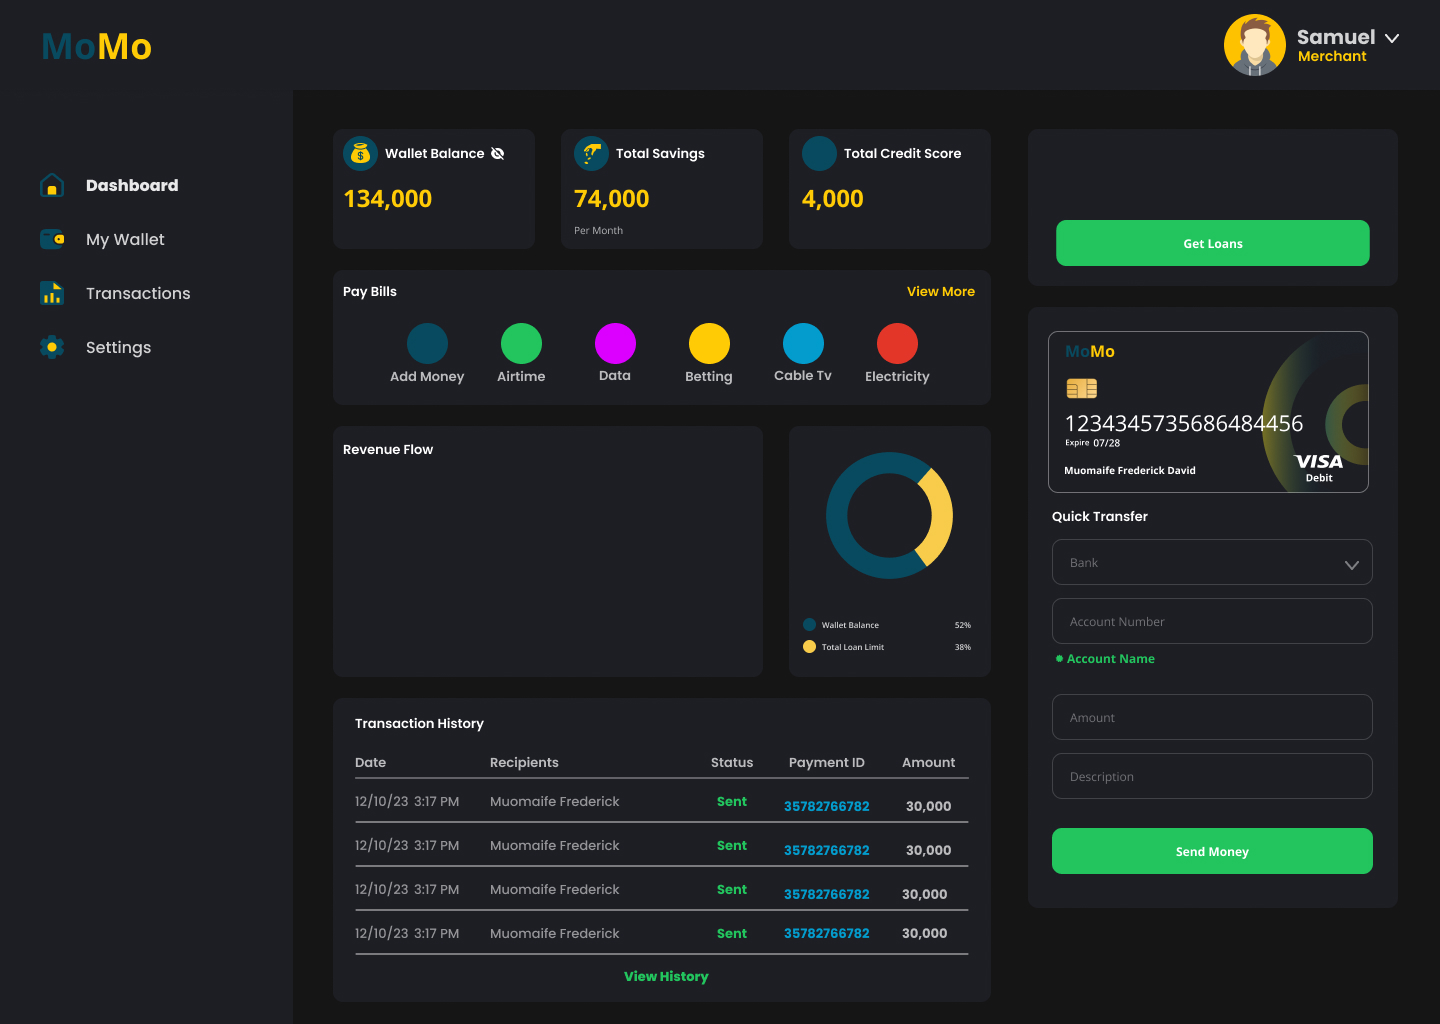 MoMo
Samuel
Merchant
Dashboard
My Wallet
Transactions
Settings
Wallet Balance
134,000
Total Savings
74,000
Per Month
Total Credit Score
4,000
Get Loans
Pay Bills
View More
Add Money
Airtime
Data
Betting
Cable Tv
Electricity
Revenue Flow
Wallet Balance 52%
Total Loan Limit 38%
MoMo
1234345735686484456
Expire 07/28
Muomaife Frederick David
VISA
Debit
Quick Transfer
Bank
Account Number
Account Name
Amount
Description
Send Money
Transaction History
Date Recipients Status Payment ID Amount
12/10/23 3:17 PM Muomaife Frederick Sent 35782766782 30,000
12/10/23 3:17 PM Muomaife Frederick Sent 35782766782 30,000
12/10/23 3:17 PM Muomaife Frederick Sent 35782766782 30,000
12/10/23 3:17 PM Muomaife Frederick Sent 35782766782 30,000
View History